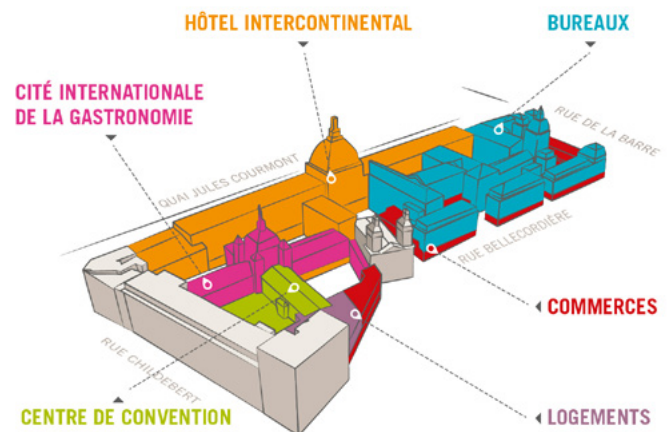 HÔTEL INTERCONTINENTAL
BUREAUX
CITÉ INTERNATIONALE
DE LA GASTRONOMIE
RUE DE LA BARRE
QUAI JULES COURMONT
RUE BELLECORDIÈRE
COMMERCES
RUE CHILDEBERT
CENTRE DE CONVENTION
LOGEMENTS